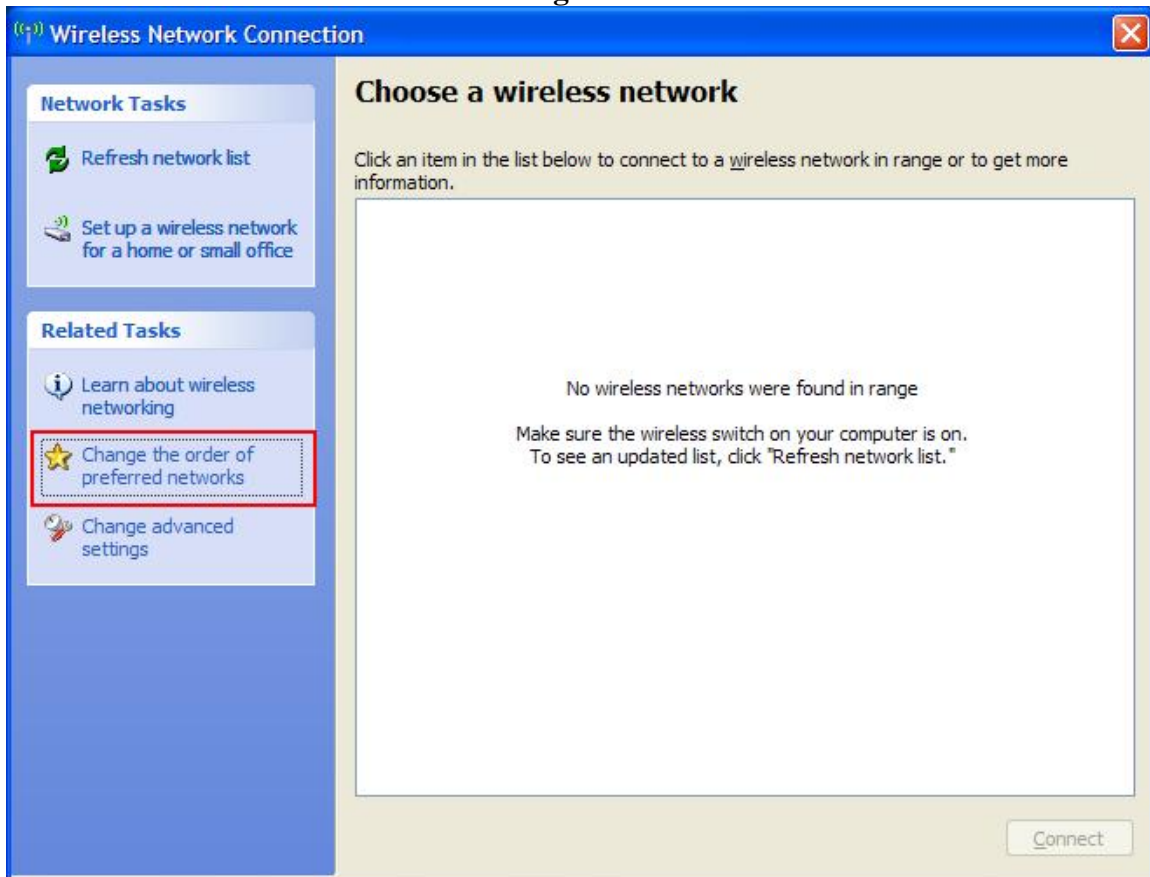 Wireless Network Connection
Network Tasks
Refresh network list
Set up a wireless network
for a home or small office
Related Tasks
Learn about wireless
networking
Change the order of
preferred networks
Change advanced
settings
Choose a wireless network
Click an item in the list below to connect to a wireless network in range or to get more
information.
No wireless networks were found in range
Make sure the wireless switch on your computer is on.
To see an updated list, click "Refresh network list."
Connect